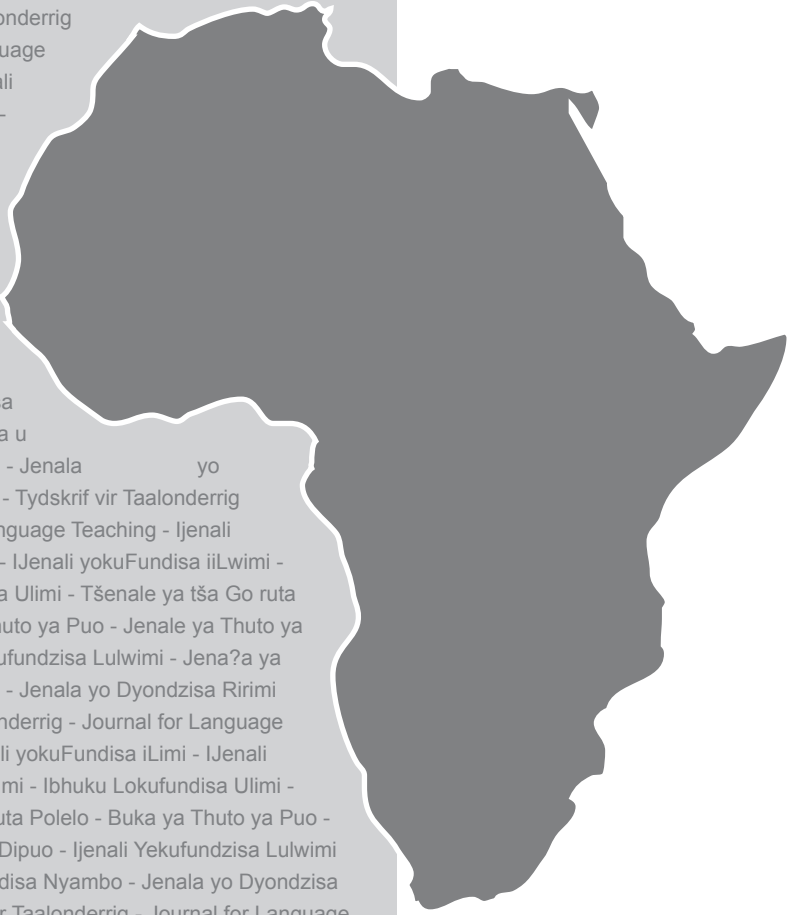 onderrig
uage
ali
-
sa
a u
- Jenala yo
- Tydskrif vir Taalonderrig
nguage Teaching - Ijenali
- IJenali yokuFundisa iiLwimi -
a Ulimi - Tšenale ya tša Go ruta
uto ya Puo - Jenale ya Thuto ya
ufundzisa Lulwimi - Jena?a ya
- Jenala yo Dyondzisa Ririmi
nderrig - Journal for Language
li yokuFundisa iLimi - IJenali
mi - Ibhuku Lokufundisa Ulimi -
uta Polelo - Buka ya Thuto ya Puo -
Dipuo - Ijenali Yekufundzisa Lulwimi
disa Nyambo - Jenala yo Dyondzisa
r Taalonderrig - Journal for Language